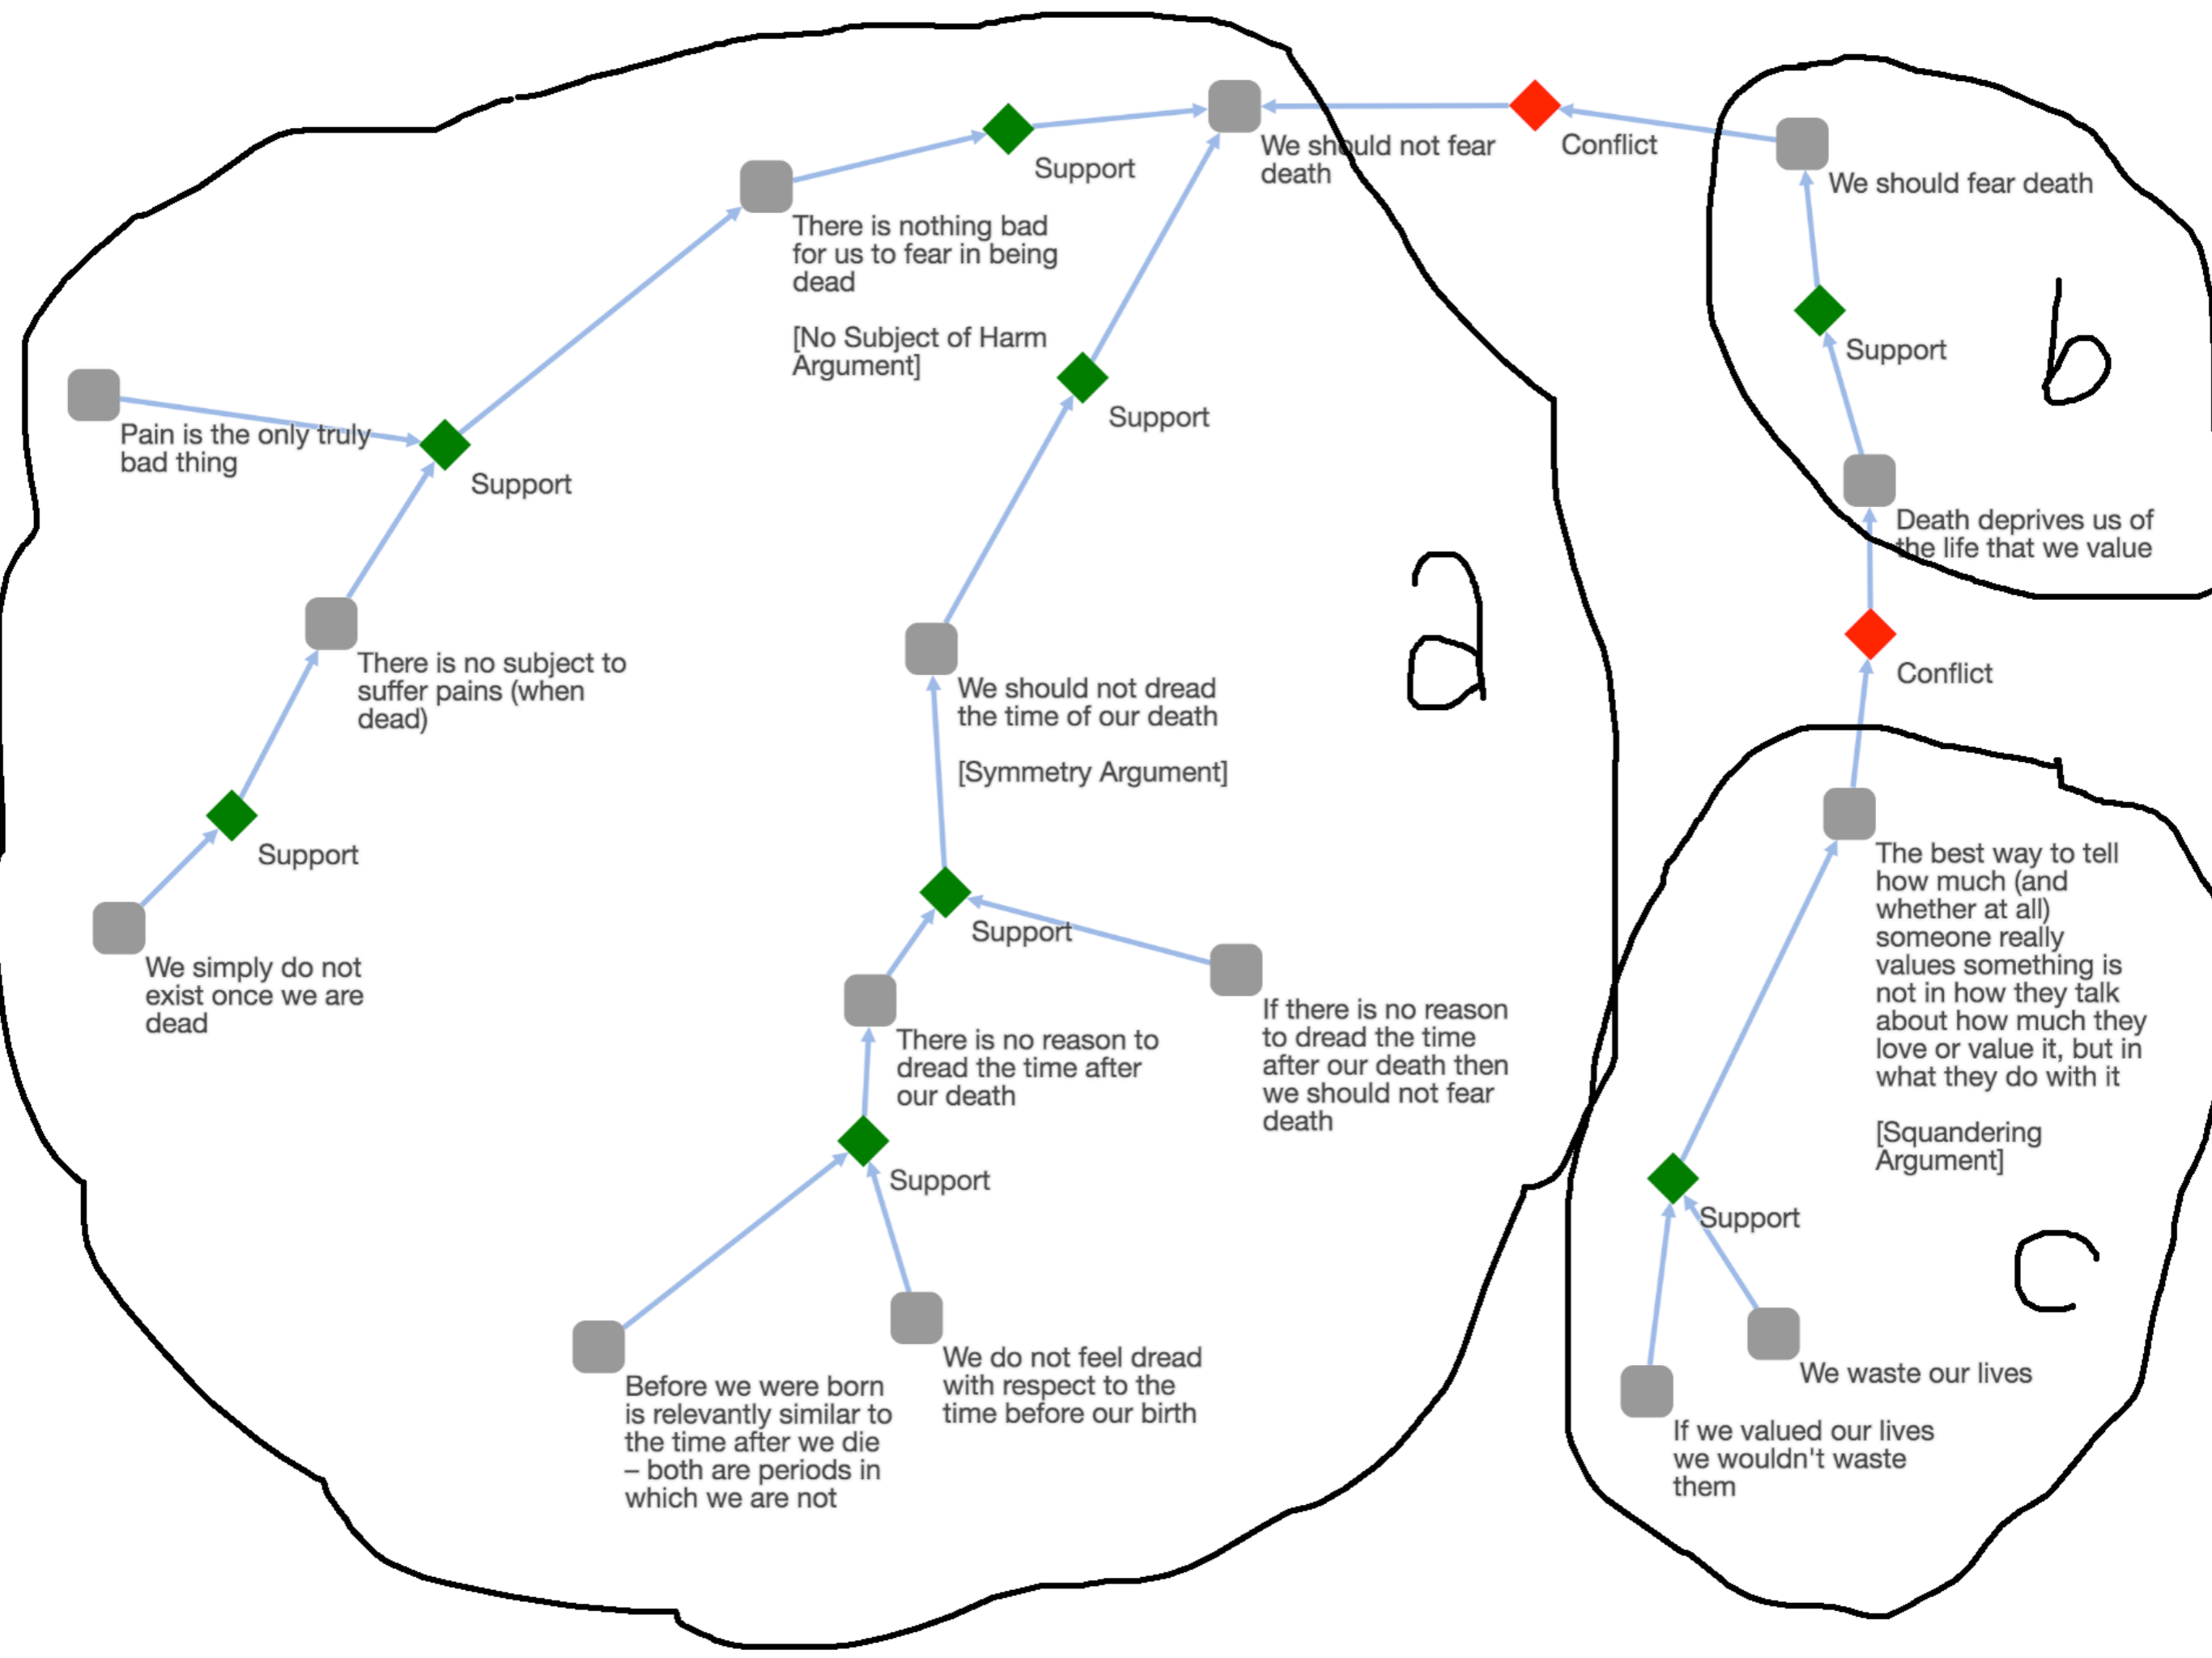 We should not fear
death
Conflict
We should fear death
Support
There is nothing bad
for us to fear in being
dead
[No Subject of Harm
Argument]
Support
b
Support
Pain is the only truly
bad thing
Support
Death deprives us of
the life that we value
a
There is no subject to
suffer pains (when
dead)
We should not dread
the time of our death
[Symmetry Argument]
Conflict
Support
We simply do not
exist once we are
dead
Support
There is no reason to
dread the time after
our death
If there is no reason
to dread the time
after our death then
we should not fear
death
The best way to tell
how much (and
whether at all)
someone really
values something is
not in how they talk
about how much they
love or value it, but in
what they do with it
[Squandering
Argument]
Support
Support
c
Before we were born
is relevantly similar to
the time after we die
– both are periods in
which we are not
We do not feel dread
with respect to the
time before our birth
We waste our lives
If we valued our lives
we wouldn't waste
them